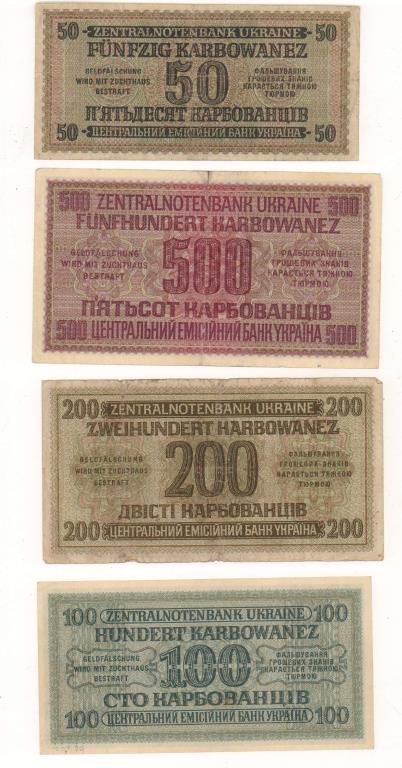 50 ZENTRALNOTENBANK UKRAINE 50
FÜNFZIG KARBOWANEZ
GELDFÄLSCHUNG
WIRD MIT ZUCHTHAUS
BESTRAFT
50
ФАЛЬШУВАННЯ
ГРОШЕВИХ ЗНАКІВ
КАРАЄТЬСЯ ТЯЖКОЮ
ТЮРМОЮ
П'ЯТЬДЕСЯТ КАРБОВАНЦІВ
50 ЦЕНТРАЛЬНИЙ ЕМІСІЙНИЙ БАНК УКРАЇНА 50
500 ZENTRALNOTENBANK UKRAINE 500
FÜNFHUNDERT KARBOWANEZ
GELDFÄLSCHUNG
WIRD MIT ZUCHTHAUS
BESTRAFT
500
ФАЛЬШУВАННЯ
ГРОШЕВИХ ЗНАКІВ
КАРАЄТЬСЯ ТЯЖКОЮ
ТЮРМОЮ
П'ЯТЬСОТ КАРБОВАНЦІВ
500 ЦЕНТРАЛЬНИЙ ЕМІСІЙНИЙ БАНК УКРАЇНА 500
200 ZENTRALNOTENBANK UKRAINE 200
ZWEIHUNDERT KARBOWANEZ
GELDFÄLSCHUNG
WIRD MIT ZUCHTHAUS
BESTRAFT
200
ФАЛЬШУВАННЯ
ГРОШЕВИХ ЗНАКІВ
КАРАЄТЬСЯ ТЯЖКОЮ
ТЮРМОЮ
ДВІСТІ КАРБОВАНЦІВ
200 ЦЕНТРАЛЬНИЙ ЕМІСІЙНИЙ БАНК УКРАЇНА 200
100 ZENTRALNOTENBANK UKRAINE 100
HUNDERT KARBOWANEZ
GELDFÄLSCHUNG
WIRD MIT ZUCHTHAUS
BESTRAFT
100
ФАЛЬШУВАННЯ
ГРОШЕВИХ ЗНАКІВ
КАРАЄТЬСЯ ТЯЖКОЮ
ТЮРМОЮ
СТО КАРБОВАНЦІВ
100 ЦЕНТРАЛЬНИЙ ЕМІСІЙНИЙ БАНК УКРАЇНА 100